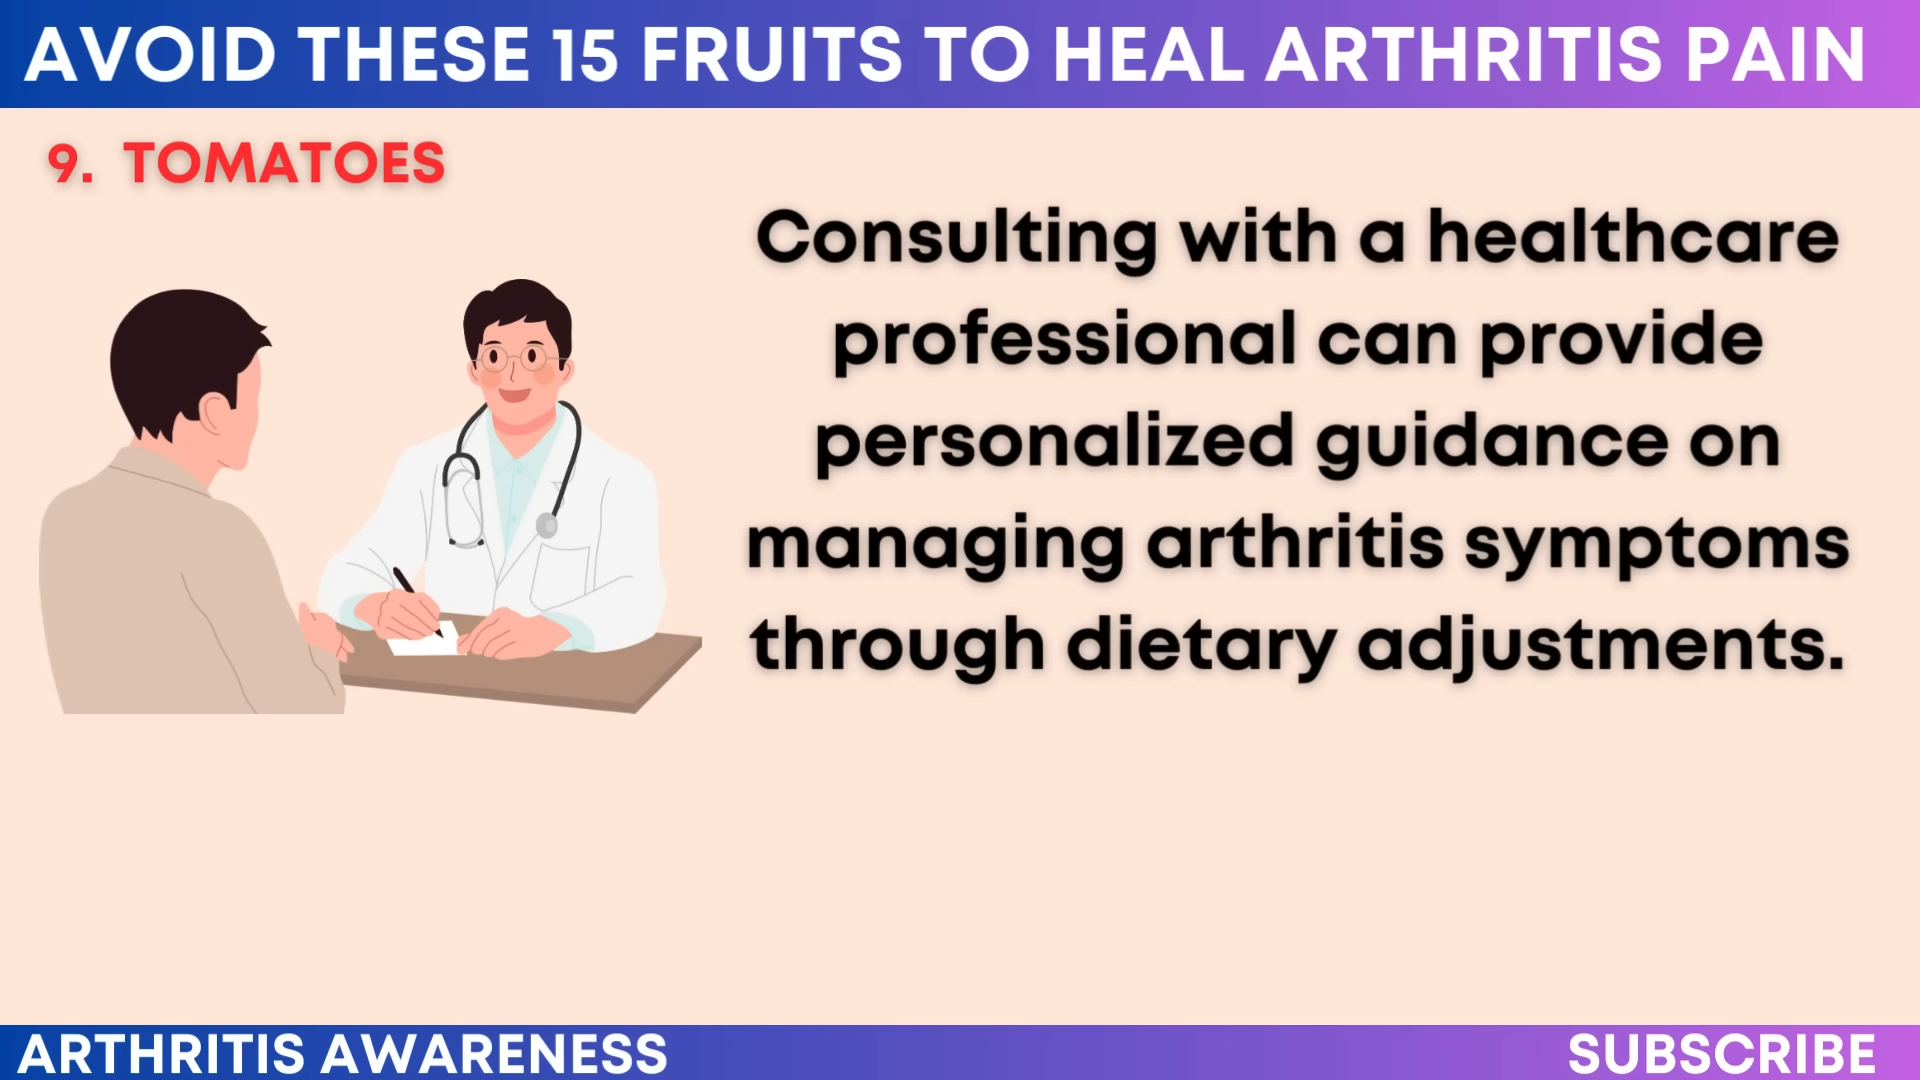 AVOID THESE 15 FRUITS TO HEAL ARTHRITIS PAIN
9. TOMATOES
Consulting with a healthcare
professional can provide
personalized guidance on
managing arthritis symptoms
through dietary adjustments.
ARTHRITIS AWARENESS
SUBSCRIBE